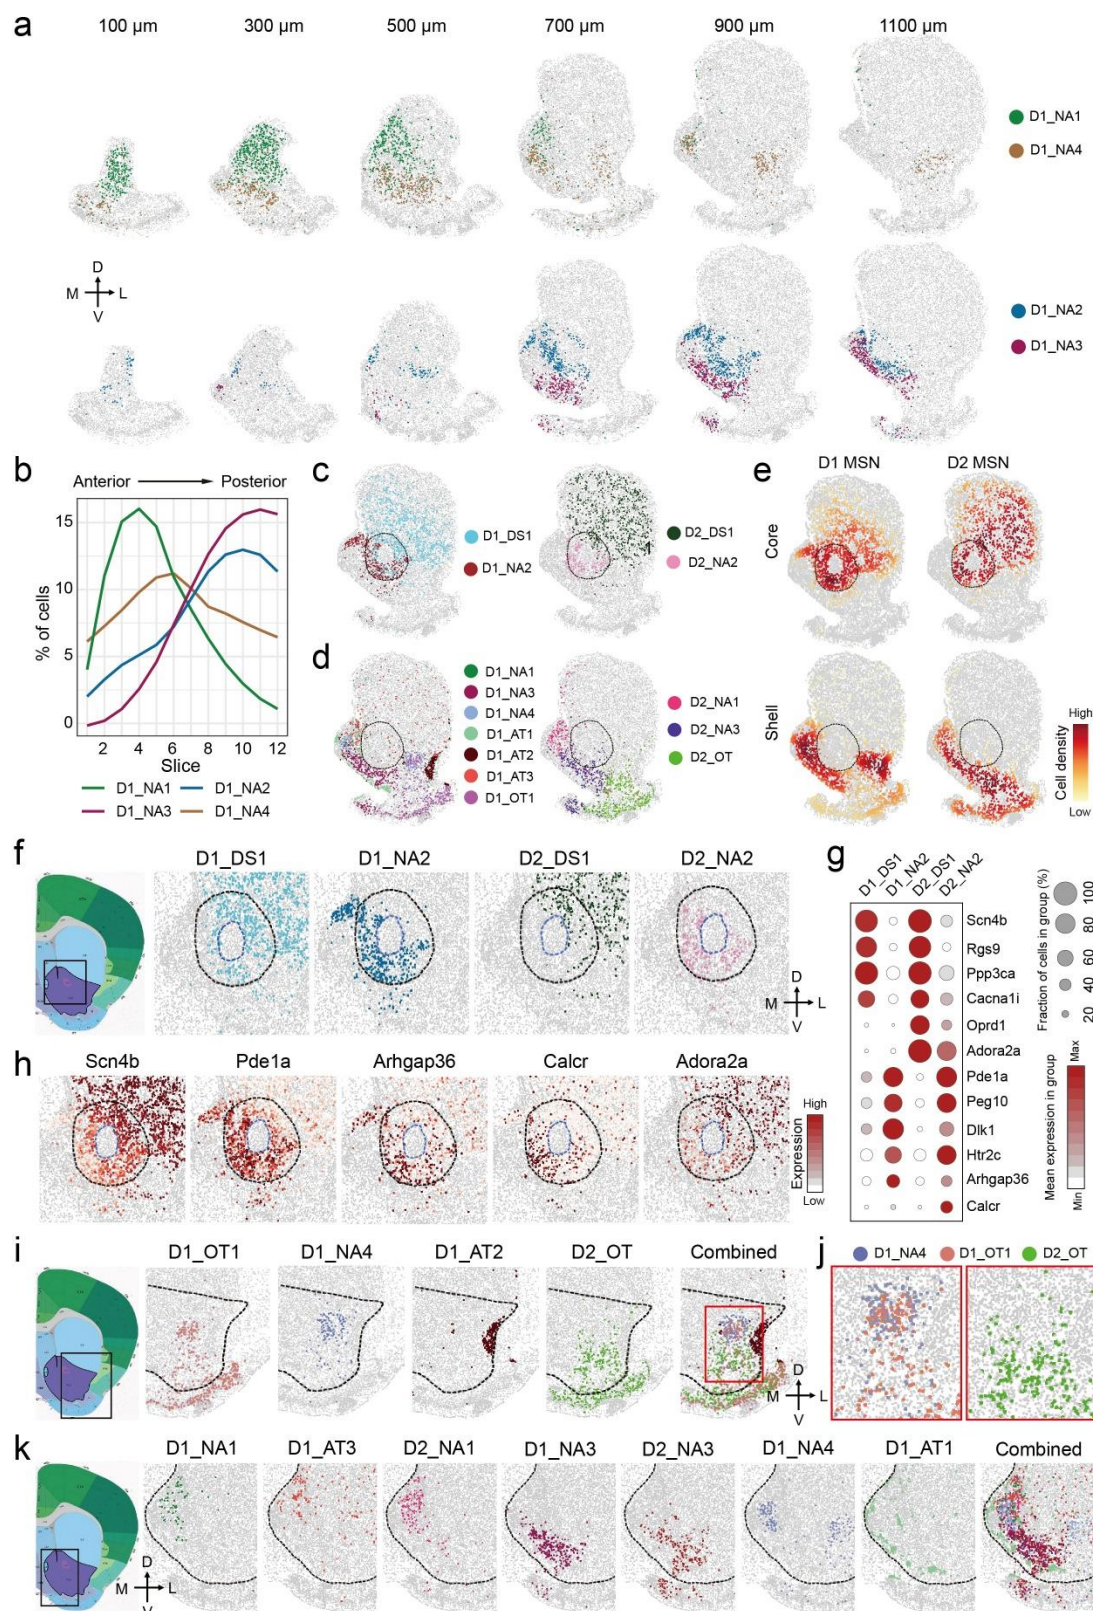 a
100 µm 300 µm 500 µm 700 µm 900 µm 1100 µm
D1_NA1
D1_NA4
D
M L
V
D1_NA2
D1_NA3
b
Anterior Posterior
% of cells
15
10
5
0
2 4 6 8 10 12
Slice
D1_NA1 D1_NA2
D1_NA3 D1_NA4
c
D1_DS1
D1_NA2
D2_DS1
D2_NA2
d
D1_NA1
D1_NA3
D1_NA4
D1_AT1
D1_AT2
D1_AT3
D1_OT1
D2_NA1
D2_NA3
D2_OT
e
D1 MSN D2 MSN
Core
Shell
High
Cell density
Low
f
D1_DS1 D1_NA2 D2_DS1 D2_NA2
D
M L
V
g
D1_DS1 D1_NA2 D2_DS1 D2_NA2
Scn4b
Rgs9
Ppp3ca
Cacna1i
Oprd1
Adora2a
Pde1a
Peg10
Dlk1
Htr2c
Arhgap36
Calcr
Fraction of cells in group (%)
100
80
60
40
20
Mean expression in group
Max
Min
h
Scn4b Pde1a Arhgap36 Calcr Adora2a
High
Expression
Low
i
D1_OT1 D1_NA4 D1_AT2 D2_OT Combined
D
M L
V
j
D1_NA4 D1_OT1 D2_OT
k
D1_NA1 D1_AT3 D2_NA1 D1_NA3 D2_NA3 D1_NA4 D1_AT1 Combined
D
M L
V